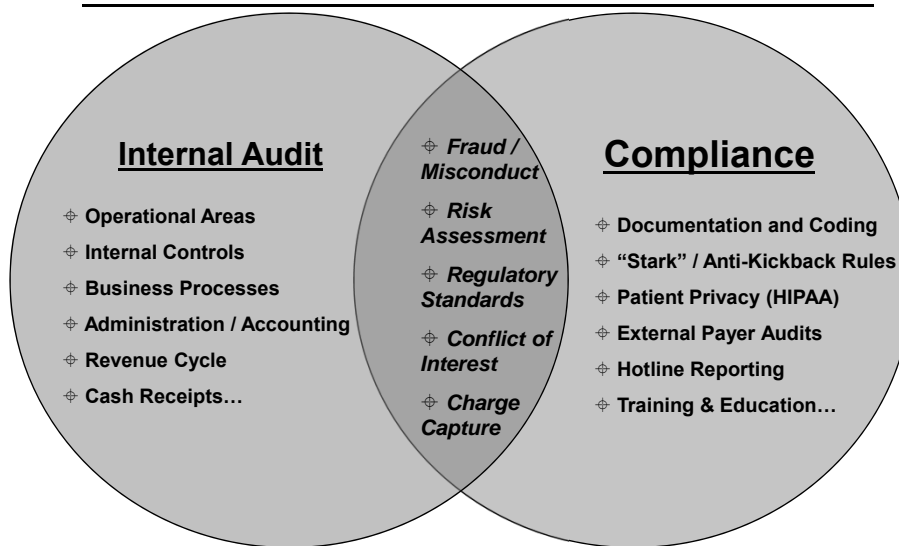 Internal Audit
⌖ Operational Areas
⌖ Internal Controls
⌖ Business Processes
⌖ Administration / Accounting
⌖ Revenue Cycle
⌖ Cash Receipts…
⌖ Fraud /
Misconduct
⌖ Risk
Assessment
⌖ Regulatory
Standards
⌖ Conflict of
Interest
⌖ Charge
Capture
Compliance
⌖ Documentation and Coding
⌖ “Stark” / Anti-Kickback Rules
⌖ Patient Privacy (HIPAA)
⌖ External Payer Audits
⌖ Hotline Reporting
⌖ Training & Education…